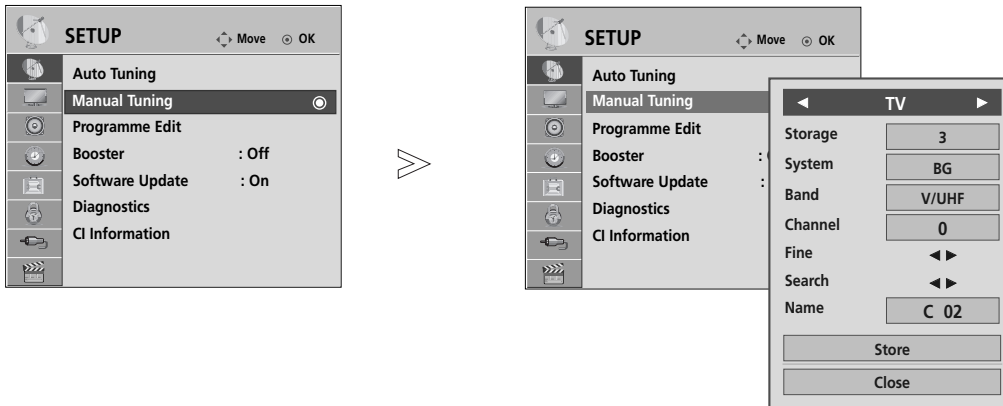 SETUP
Move OK
Auto Tuning
Manual Tuning
Programme Edit
Booster : Off
Software Update : On
Diagnostics
CI Information
SETUP
Move OK
Auto Tuning
Manual Tuning
Programme Edit
Booster :
Software Update :
Diagnostics
CI Information
◄ TV ►
Storage 3
System BG
Band V/UHF
Channel 0
Fine ◄ ►
Search ◄ ►
Name C 02
Store
Close